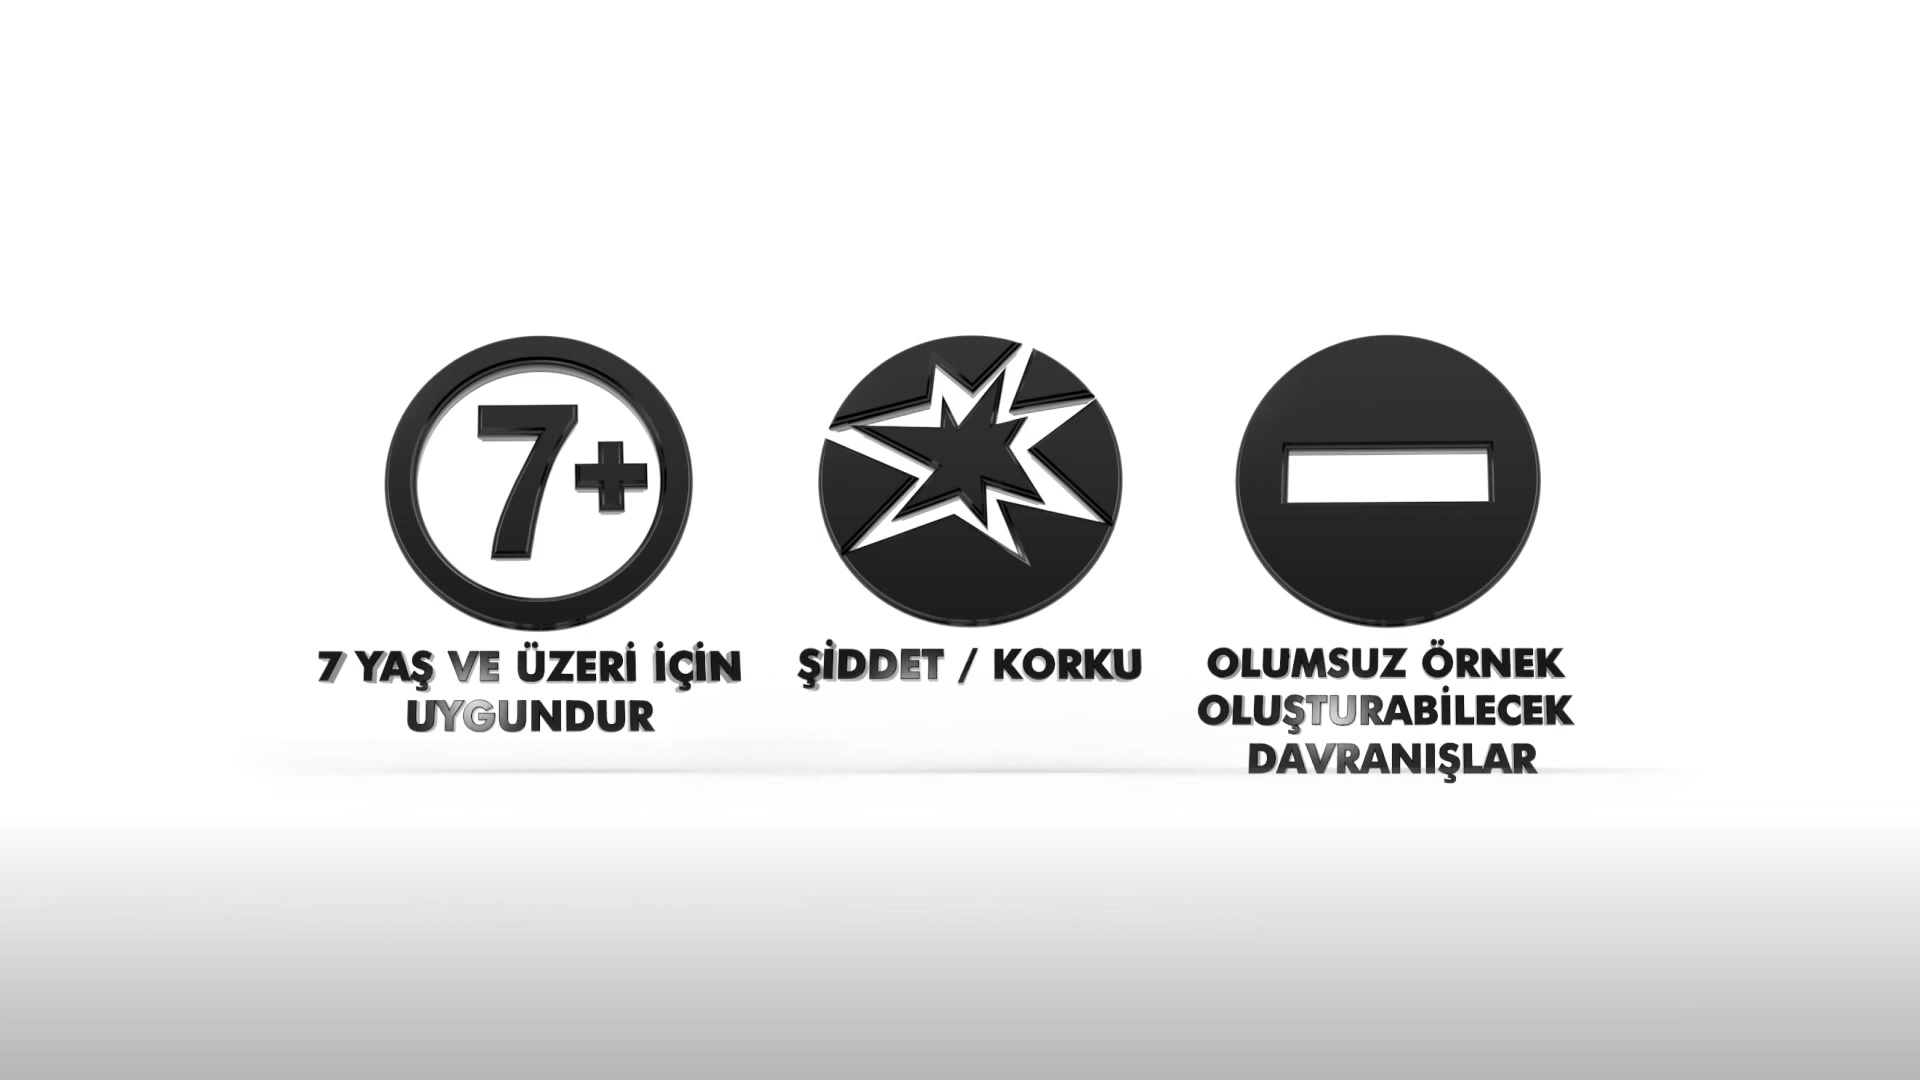 7+
7 YAŞ VE ÜZERİ İÇİN
UYGUNDUR
ŞİDDET / KORKU
OLUMSUZ ÖRNEK
OLUŞTURABİLECEK
DAVRANIŞLAR